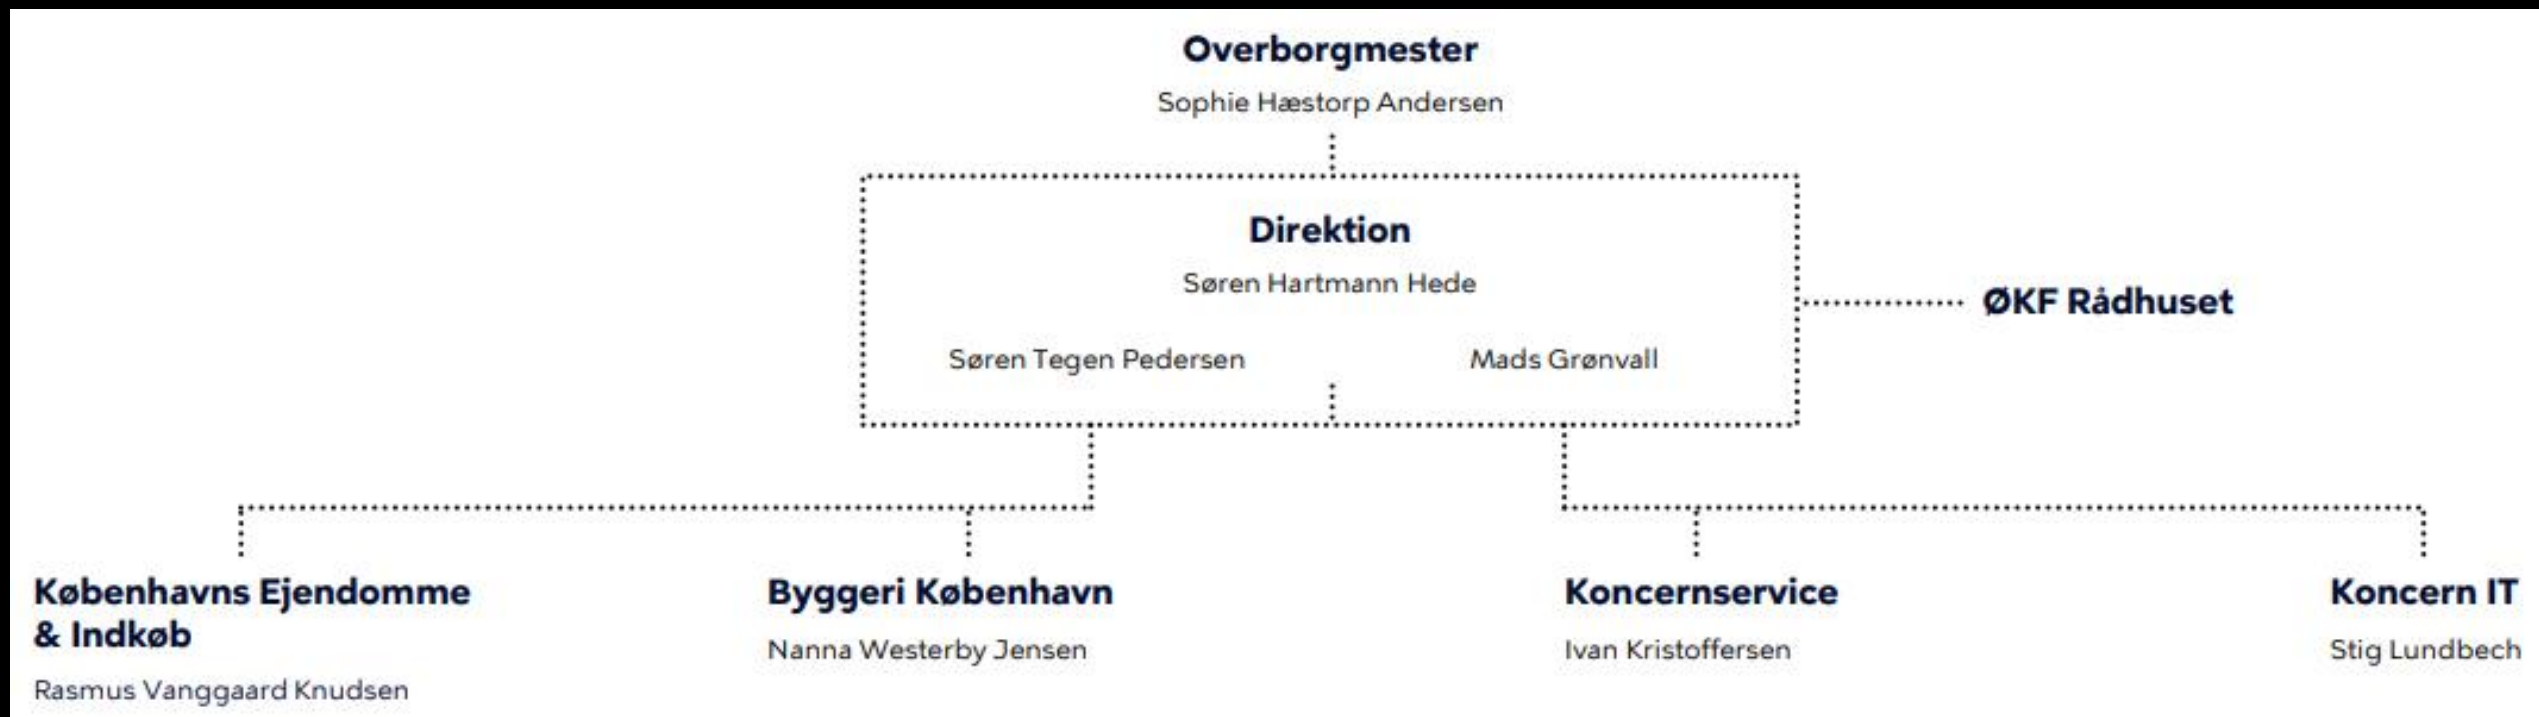 Overborgmester
Sophie Hæstorp Andersen
Direktion
Søren Hartmann Hede
Søren Tegen Pedersen
Mads Grønvall
ØKF Rådhuset
Københavns Ejendomme
& Indkøb
Rasmus Vanggaard Knudsen
Byggeri København
Nanna Westerby Jensen
Koncernservice
Ivan Kristoffersen
Koncern IT
Stig Lundbech